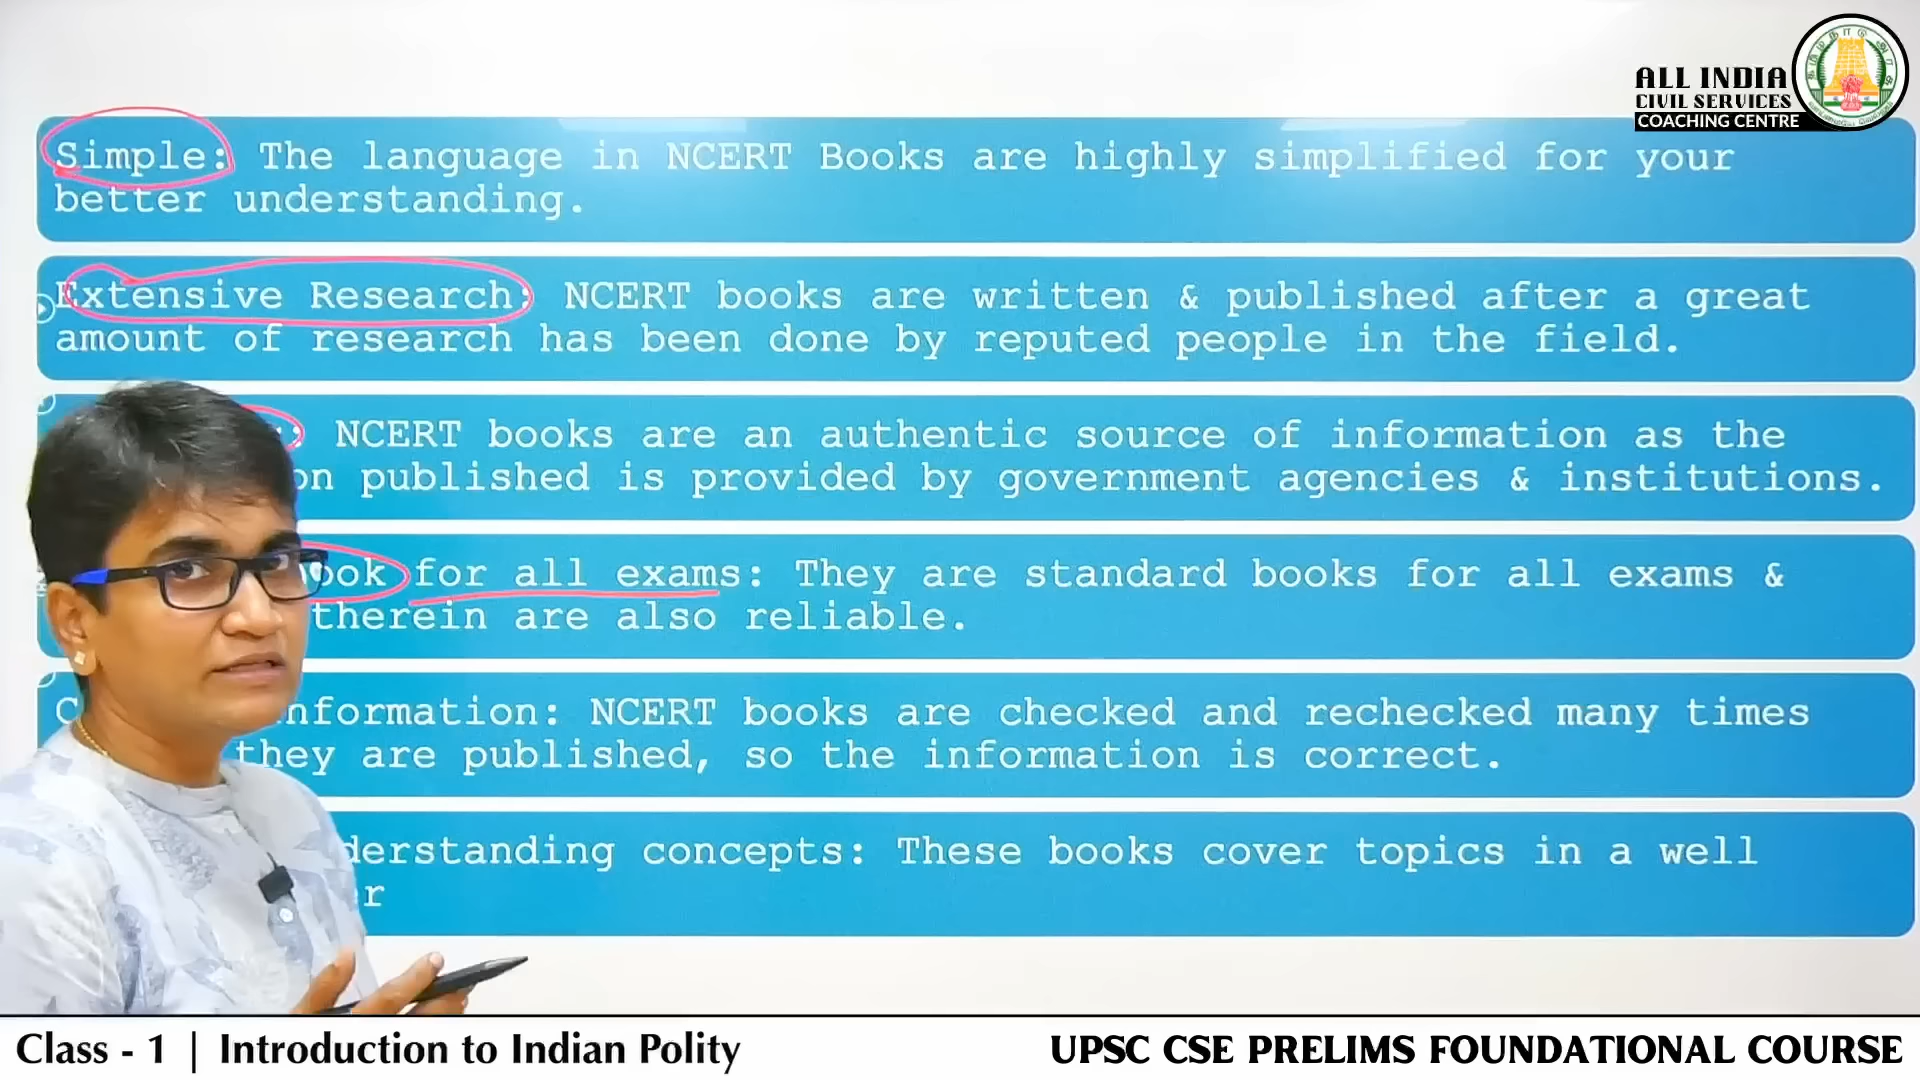 ALL INDIA
CIVIL SERVICES
COACHING CENTRE
Simple: The language in NCERT Books are highly simplified for your
better understanding.
Extensive Research: NCERT books are written & published after a great
amount of research has been done by reputed people in the field.
NCERT books are an authentic source of information as the
published is provided by government agencies & institutions.
for all exams: They are standard books for all exams &
therein are also reliable.
NCERT books are checked and rechecked many times
they are published, so the information is correct.
concepts: These books cover topics in a well
Class - 1 | Introduction to Indian Polity
UPSC CSE PRELIMS FOUNDATIONAL COURSE